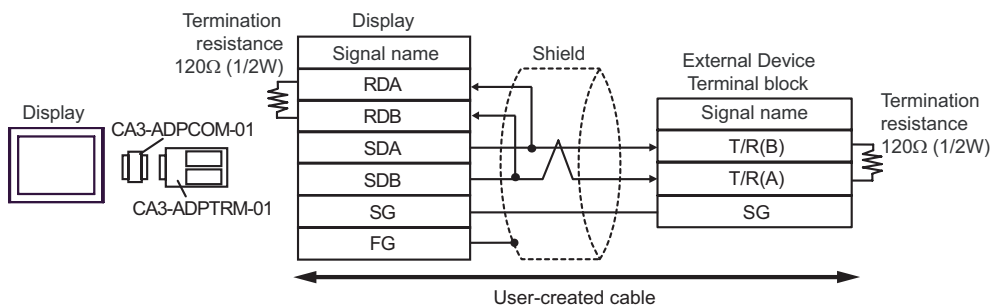 Termination
resistance
120Ω (1/2W)
Display
Signal name
RDA
RDB
SDA
SDB
SG
FG
Shield
External Device
Terminal block
Signal name
T/R(B)
T/R(A)
SG
Termination
resistance
120Ω (1/2W)
Display
CA3-ADPCOM-01
CA3-ADPTRM-01
User-created cable